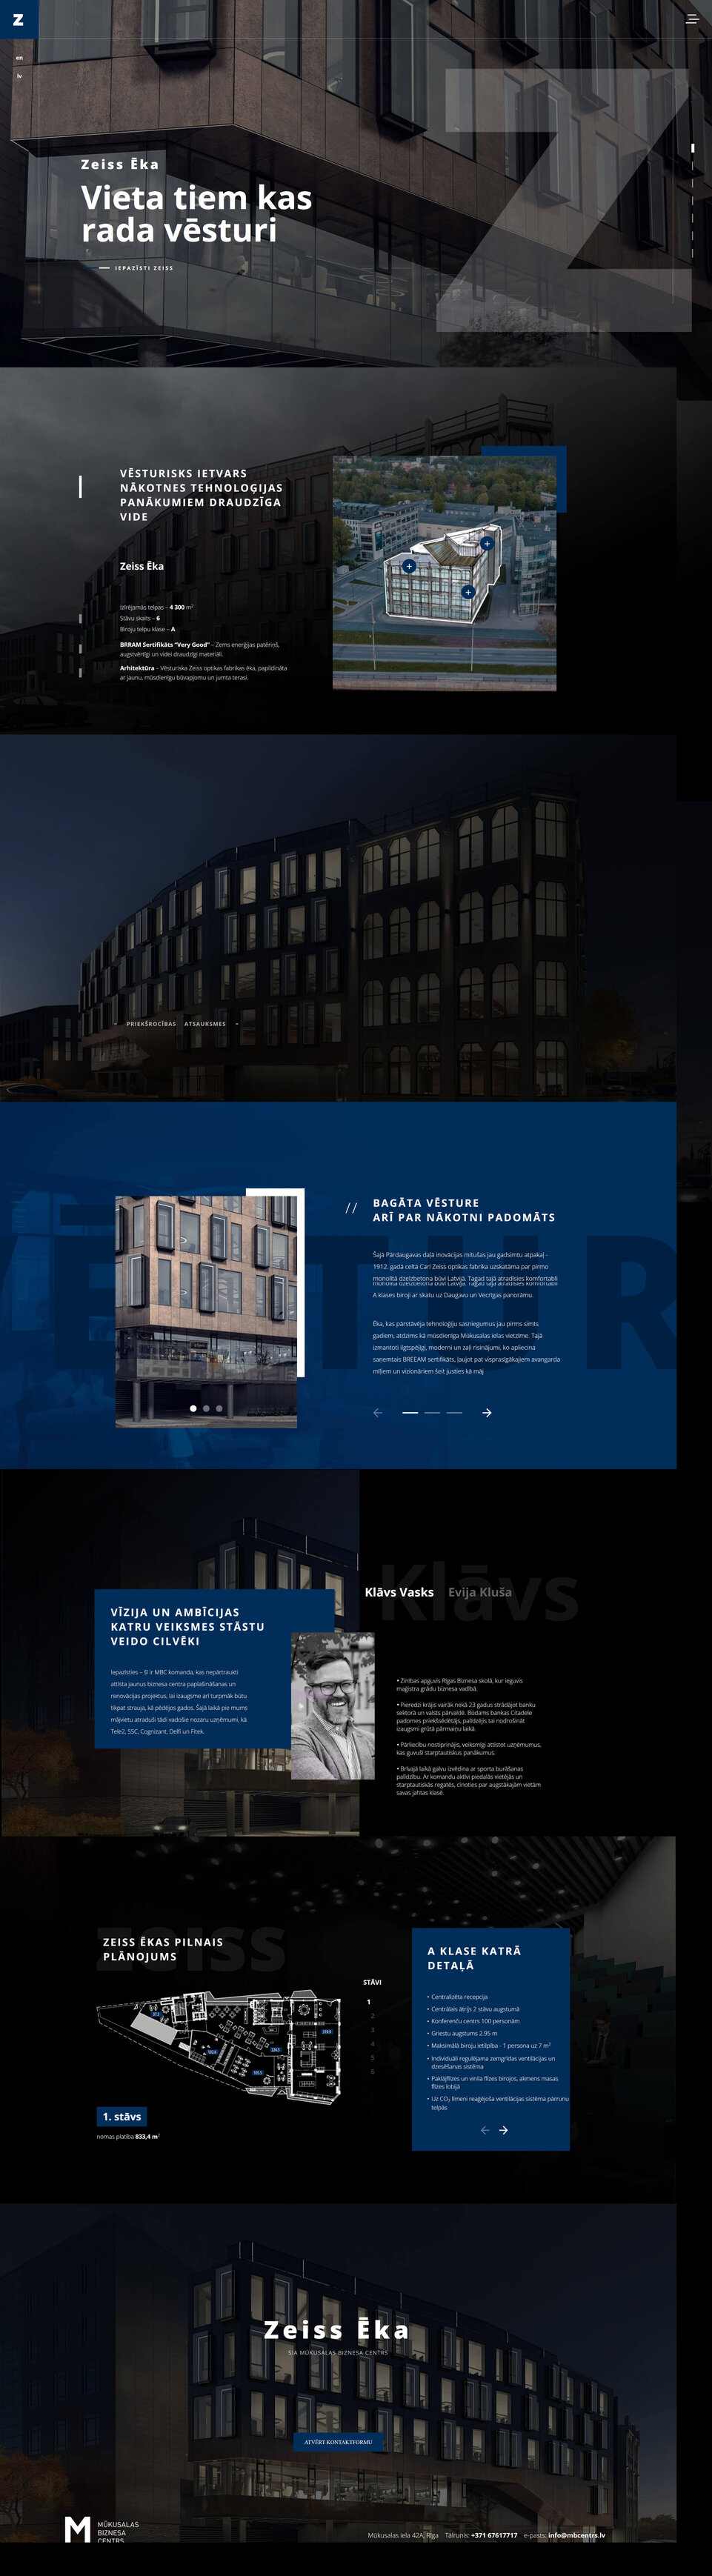 Z
en
lv
Zeiss Ēka
Vieta tiem kas
rada vēsturi
IEPAZĪSTI ZEISS
VĒSTURISKS IETVARS
NĀKOTNES TEHNOLOĢIJAS
PANĀKUMIEM DRAUDZĪGA
VIDE
Zeiss Ēka
Izīrējamās telpas – 4 300 m²
Stāvu skaits – 6
Biroju telpu klase – A
BRRAM Sertifikāts "Very Good" – Zems enerģijas patēriņš,
augstvērtīgi un videi draudzīgi materiāli.
Arhitektūra – Vēsturiska Zeiss optikas fabrikas ēka, papildināta
ar jaunu, mūsdienīgu būvapjomu un jumta terasi.
PRIEKŠROCĪBAS ATSAUKSMES
// BAGĀTA VĒSTURE
ARĪ PAR NĀKOTNI PADOMĀTS
Šajā Pārdaugavas daļā inovācijas mitušas jau gadsimtu atpakaļ -
1912. gadā celtā Carl Zeiss optikas fabrika uzskatāma par pirmo
monolītā dzelzbetona būvi Latvijā. Tagad tajā atradīsies komfortabli
A klases biroji ar skatu uz Daugavu un Vecrīgas panorāmu.
Ēka, kas pārstāvēja tehnoloģiju sasniegumus jau pirms simts
gadiem, atdzims kā mūsdienīga Mūkusalas ielas vietzīme. Tajā
izmantoti ilgtspējīgi, moderni un zaļi risinājumi, ko apliecina
saņemtais BREEAM sertifikāts, ļaujot pat visprasīgākajiem avangarda
mīļiem un vizionāriem šeit justies kā māj
VĪZIJA UN AMBĪCIJAS
KATRU VEIKSMES STĀSTU
VEIDO CILVĒKI
Iepazīsties – šī ir MBC komanda, kas nepārtraukti
attīsta jaunus biznesa centra paplašināšanas un
renovācijas projektus, lai izaugsme arī turpmāk būtu
tikpat strauja, kā pēdējos gados. Šajā laikā pie mums
mājvietu atraduši tādi vadošie nozaru uzņēmumi, kā
Tele2, SSC, Cognizant, Delfi un Fitek.
Klāvs
Klāvs Vasks Evija Kluša
• Zinības apguvis Rīgas Biznesa skolā, kur ieguvis
maģistra grādu biznesa vadībā.
• Pieredzi krājis vairāk nekā 23 gadus strādājot banku
sektorā un valsts pārvaldē. Būdams bankas Citadele
padomes priekšsēdētājs, palīdzējis tai nodrošināt
izaugsmi grūtā pārmaiņu laikā.
• Pārliecību nostiprinājis, veiksmīgi attīstot uzņēmumus,
kas guvuši starptautiskus panākumus.
• Brīvajā laikā galvu izvēdina ar sporta burāšanas
palīdzību. Ar komandu aktīvi piedalās vietējās un
starptautiskās regatēs, cīnoties par augstākajām vietām
savas jahtas klasē.
zeiss
ZEISS ĒKAS PILNAIS
PLĀNOJUMS
STĀVI
1
2
3
4
5
6
1. stāvs
nomas platība 833,4 m²
A KLASE KATRĀ
DETAĻĀ
• Centralizēta recepcija
• Centrālais ātrijs 2 stāvu augstumā
• Konferenču centrs 100 personām
• Griestu augstums 2.95 m
• Maksimālā biroju ietilpība - 1 persona uz 7 m²
• Individuāli regulējama zemgrīdas ventilācijas un
dzesēšanas sistēma
• Paklājflīzes un vinila flīzes birojos, akmens masas
flīzes lobijā
• Uz CO₂ līmeni reaģējoša ventilācijas sistēma pārrunu
telpās
Zeiss Ēka
SIA MŪKUSALAS BIZNESA CENTRS
ATVĒRT KONTAKTFORMU
M MŪKUSALAS
BIZNESA
CENTRS
Mūkusalas iela 42A, Rīga Tālrunis: +371 67617717 e-pasts: info@mbcentrs.lv